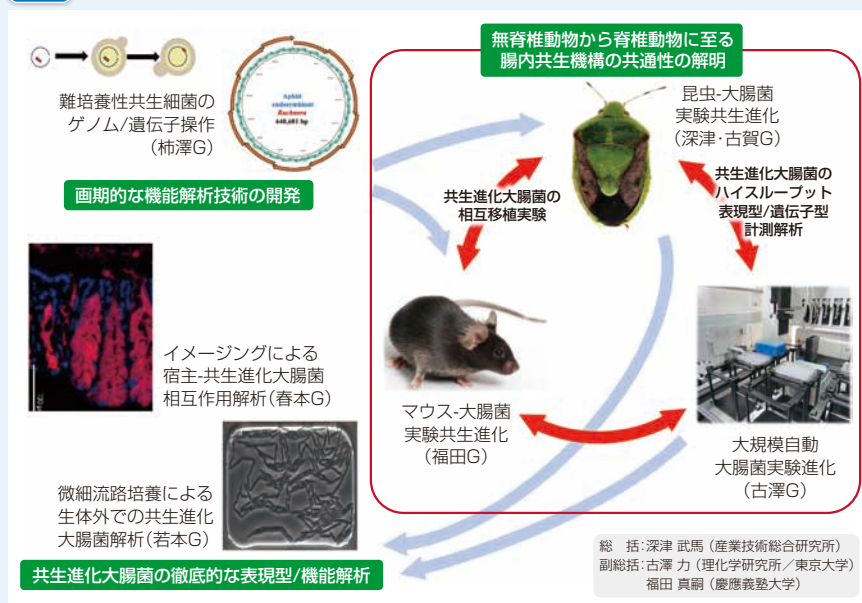 難培養性共生細菌の
ゲノム/遺伝子操作
(柿澤G)
Aphid
endosymbiont
Buchnera
640,681 bp
画期的な機能解析技術の開発
無脊椎動物から脊椎動物に至る
腸内共生機構の共通性の解明
昆虫-大腸菌
実験共生進化
(深津・古賀G)
共生進化大腸菌の
相互移植実験
共生進化大腸菌の
ハイスループット
表現型/遺伝子型
計測解析
イメージングによる
宿主-共生進化大腸菌
相互作用解析(春本G)
マウス-大腸菌
実験共生進化
(福田G)
大規模自動
大腸菌実験進化
(古澤G)
微細流路培養による
生体外での共生進化
大腸菌解析(若本G)
共生進化大腸菌の徹底的な表現型/機能解析
総 括:深津 武馬(産業技術総合研究所)
副総括:古澤 力(理化学研究所/東京大学)
福田 真嗣(慶應義塾大学)